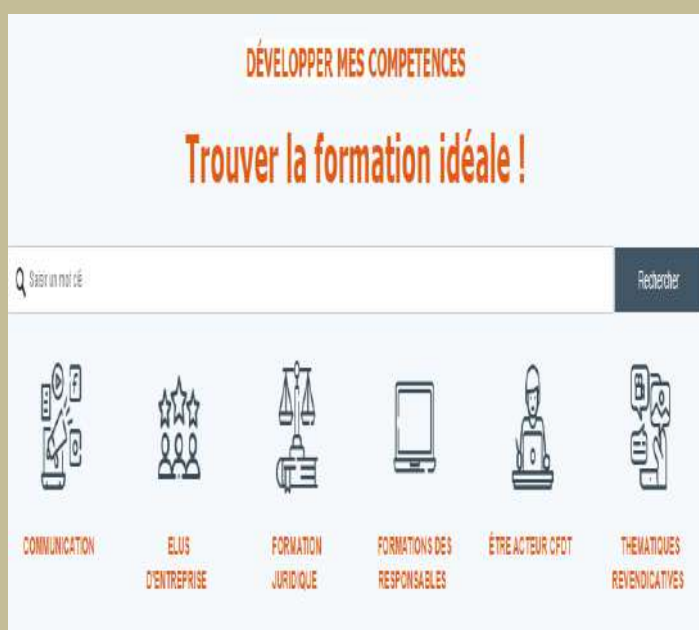 DÉVELOPPER MES COMPETENCES
Trouver la formation idéale !
Saisir un mot clé
Rechercher
COMMUNICATION
ELUS
D'ENTREPRISE
FORMATION
JURIDIQUE
FORMATIONS DES
RESPONSABLES
ÊTRE ACTEUR CFDT
THEMATIQUES
REVENDICATIVES